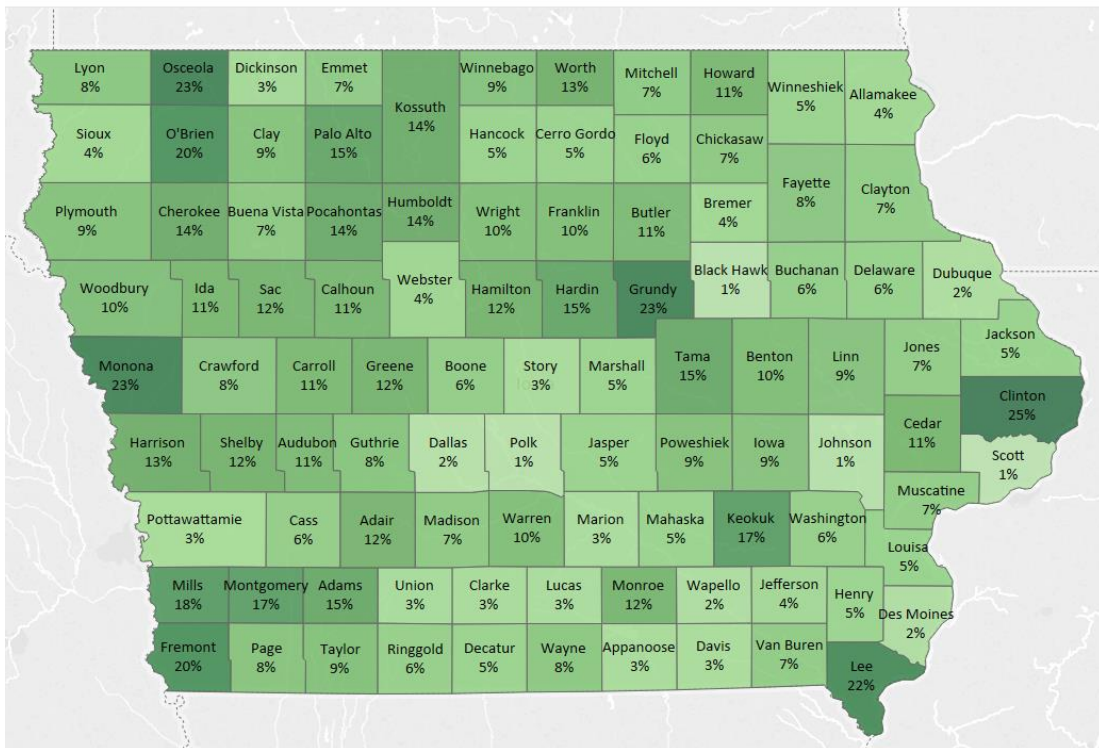 Lyon
8%
Osceola
23%
Dickinson
3%
Emmet
7%
Kossuth
14%
Winnebago
9%
Worth
13%
Mitchell
7%
Howard
11%
Winneshiek
5%
Allamakee
4%
Sioux
4%
O'Brien
20%
Clay
9%
Palo Alto
15%
Hancock
5%
Cerro Gordo
5%
Floyd
6%
Chickasaw
7%
Plymouth
9%
Cherokee
14%
Buena Vista
7%
Pocahontas
14%
Humboldt
14%
Wright
10%
Franklin
10%
Butler
11%
Bremer
4%
Fayette
8%
Clayton
7%
Woodbury
10%
Ida
11%
Sac
12%
Calhoun
11%
Webster
4%
Hamilton
12%
Hardin
15%
Grundy
23%
Black Hawk
1%
Buchanan
6%
Delaware
6%
Dubuque
2%
Monona
23%
Crawford
8%
Carroll
11%
Greene
12%
Boone
6%
Story
3%
Marshall
5%
Tama
15%
Benton
10%
Linn
9%
Jones
7%
Jackson
5%
Clinton
25%
Harrison
13%
Shelby
12%
Audubon
11%
Guthrie
8%
Dallas
2%
Polk
1%
Jasper
5%
Poweshiek
9%
Iowa
9%
Johnson
1%
Cedar
11%
Scott
1%
Muscatine
7%
Pottawattamie
3%
Cass
6%
Adair
12%
Madison
7%
Warren
10%
Marion
3%
Mahaska
5%
Keokuk
17%
Washington
6%
Louisa
5%
Mills
18%
Montgomery
17%
Adams
15%
Union
3%
Clarke
3%
Lucas
3%
Monroe
12%
Wapello
2%
Jefferson
4%
Henry
5%
Des Moines
2%
Fremont
20%
Page
8%
Taylor
9%
Ringgold
6%
Decatur
5%
Wayne
8%
Appanoose
3%
Davis
3%
Van Buren
7%
Lee
22%